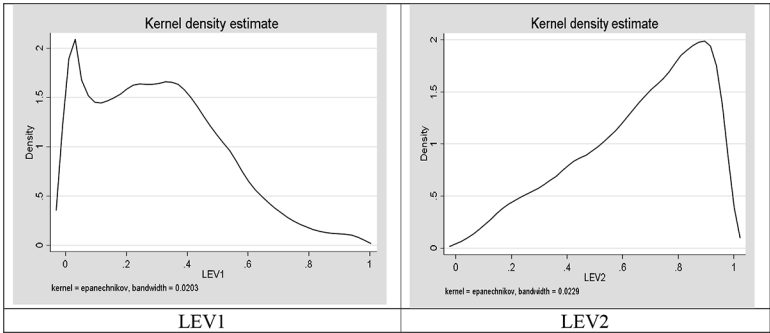 Kernel density estimate
2
1.5
1
.5
0
Density
0 .2 .4 .6 .8 1
LEV1
kernel = epanechnikov, bandwidth = 0.0203
Kernel density estimate
2
1.5
1
.5
0
Density
0 .2 .4 .6 .8 1
LEV2
kernel = epanechnikov, bandwidth = 0.0229
LEV1
LEV2